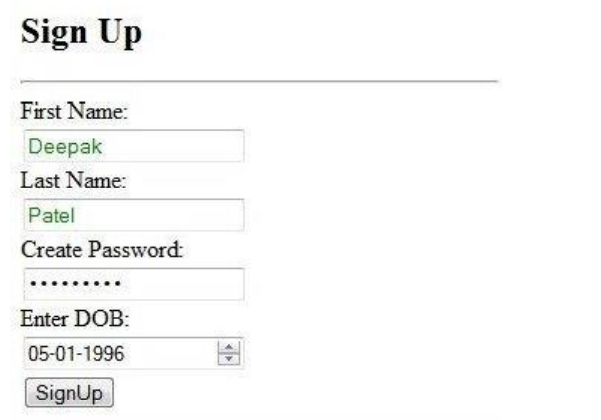 Sign Up
First Name:
Deepak
Last Name:
Patel
Create Password:
•••••••••
Enter DOB:
05-01-1996
SignUp